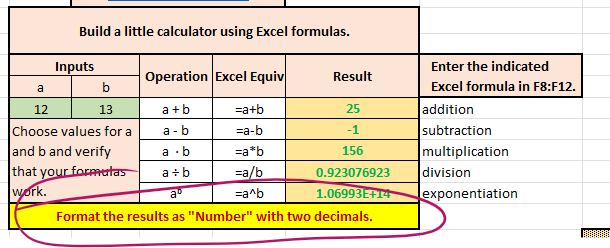 Build a little calculator using Excel formulas.
Inputs
Operation Excel Equiv Result
Enter the indicated
Excel formula in F8:F12.
a b
12 13 a + b =a+b 25 addition
Choose values for a a - b =a-b -1 subtraction
and b and verify a · b =a*b 156 multiplication
that your formulas a ÷ b =a/b 0.923076923 division
work. aᵇ =a^b 1.06993E+14 exponentiation
Format the results as "Number" with two decimals.